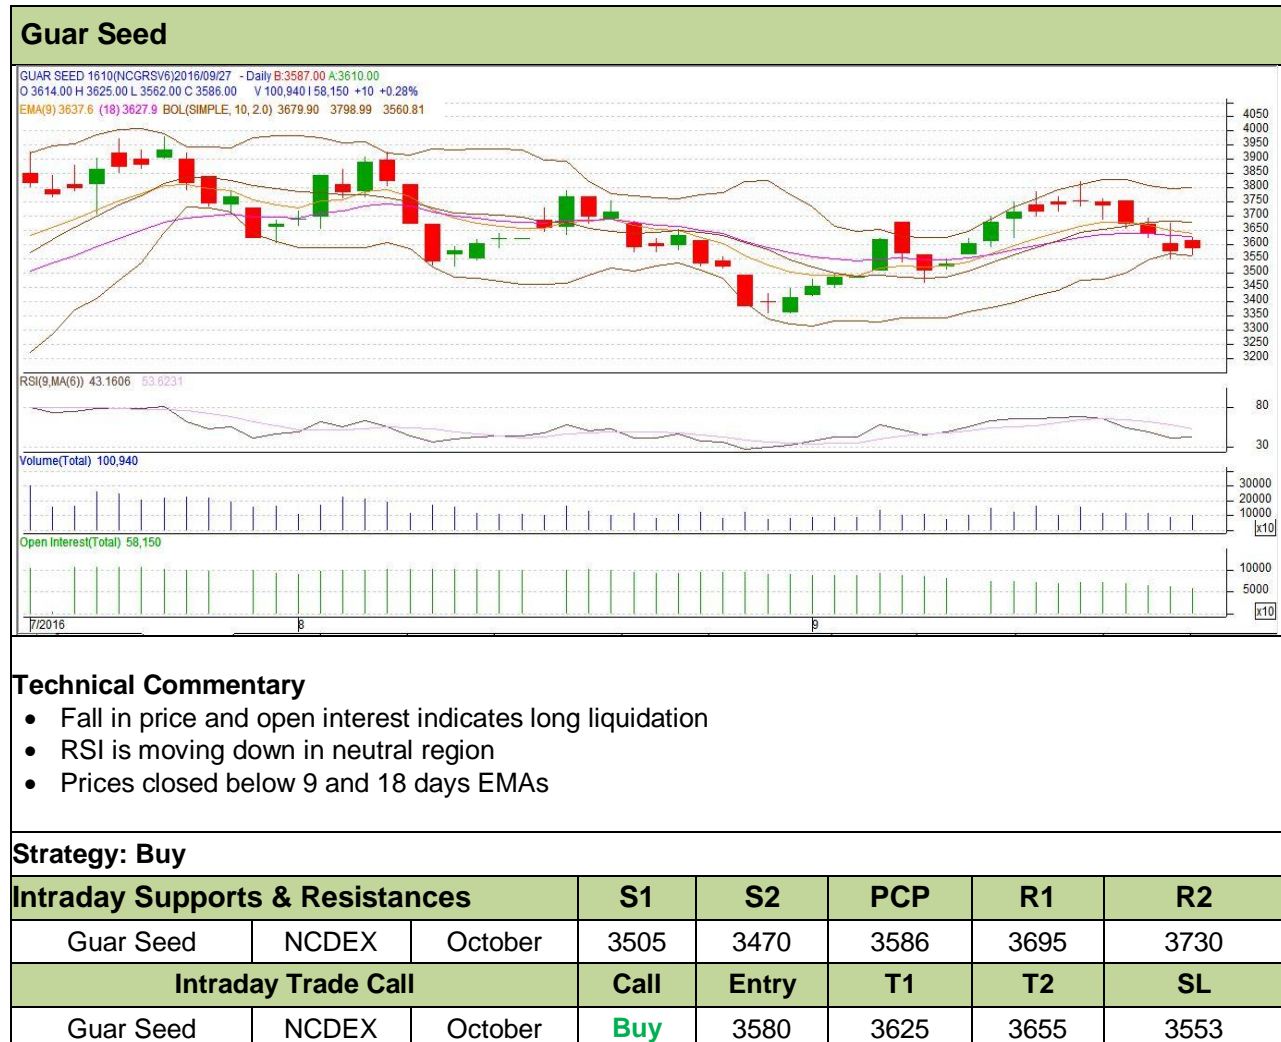 Guar Seed
GUAR SEED 1610(NCGRSV6)2016/09/27 - Daily B:3587.00 A:3610.00
O 3614.00 H 3625.00 L 3562.00 C 3586.00 V 100,940 I 58,150 +10 +0.28%
EMA(9) 3637.6 (18) 3627.9 BOL(SIMPLE, 10, 2.0) 3679.90 3798.99 3560.81
4050
4000
3950
3900
3850
3800
3750
3700
3650
3600
3550
3500
3450
3400
3350
3300
3250
3200
RSI(9,MA(6)) 43.1606 53.6231
80
30
Volume(Total) 100,940
30000
20000
10000
x10
Open Interest(Total) 58,150
10000
5000
x10
7/2016 8 9
Technical Commentary
• Fall in price and open interest indicates long liquidation
• RSI is moving down in neutral region
• Prices closed below 9 and 18 days EMAs
Strategy: Buy
Intraday Supports & Resistances S1 S2 PCP R1 R2
Guar Seed NCDEX October 3505 3470 3586 3695 3730
Intraday Trade Call Call Entry T1 T2 SL
Guar Seed NCDEX October Buy 3580 3625 3655 3553